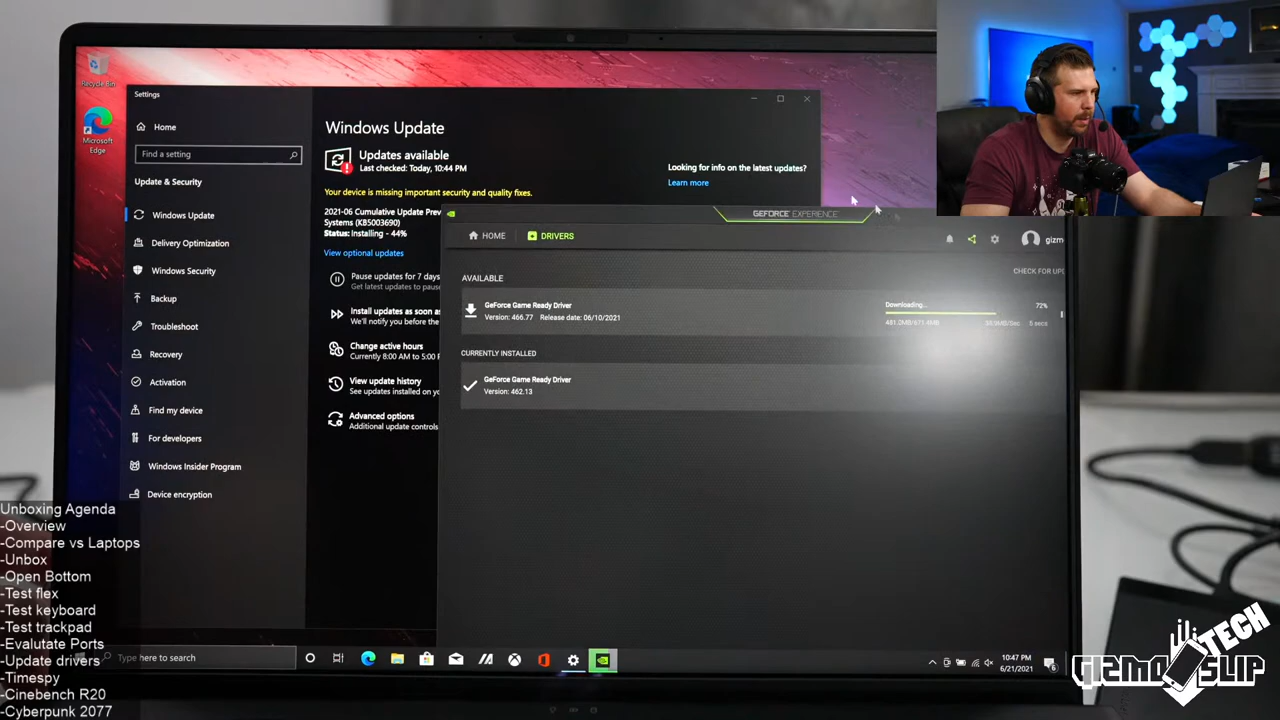 Recycle Bin
Microsoft
Edge
Settings
Home
Find a setting
Update & Security
Windows Update
Delivery Optimization
Windows Security
Backup
Troubleshoot
Recovery
Activation
Find my device
For developers
Windows Insider Program
Device encryption
Windows Update
Updates available
Last checked: Today, 10:44 PM
Looking for info on the latest updates?
Learn more
Your device is missing important security and quality fixes.
2021-06 Cumulative Update Prev
Systems (KB5003690)
Status: Installing - 44%
View optional updates
Pause updates for 7 days
Get latest updates to pause
Install updates as soon as
We'll notify you before the
Change active hours
Currently 8:00 AM to 5:00 P
View update history
See updates installed on yo
Advanced options
Additional update controls
GEFORCE EXPERIENCE
HOME
DRIVERS
gizm
AVAILABLE
CHECK FOR UPD
GeForce Game Ready Driver
Version: 466.77 Release date: 06/10/2021
Downloading... 72%
481.0MB/671.4MB 5 secs
CURRENTLY INSTALLED
GeForce Game Ready Driver
Version: 462.13
Type here to search
10:47 PM
6/21/2021
Unboxing Agenda
-Overview
-Compare vs Laptops
-Unbox
-Open Bottom
-Test flex
-Test keyboard
-Test trackpad
-Evalutate Ports
-Update drivers
-Timespy
-Cinebench R20
-Cyberpunk 2077
GIZMO SLIP
TECH